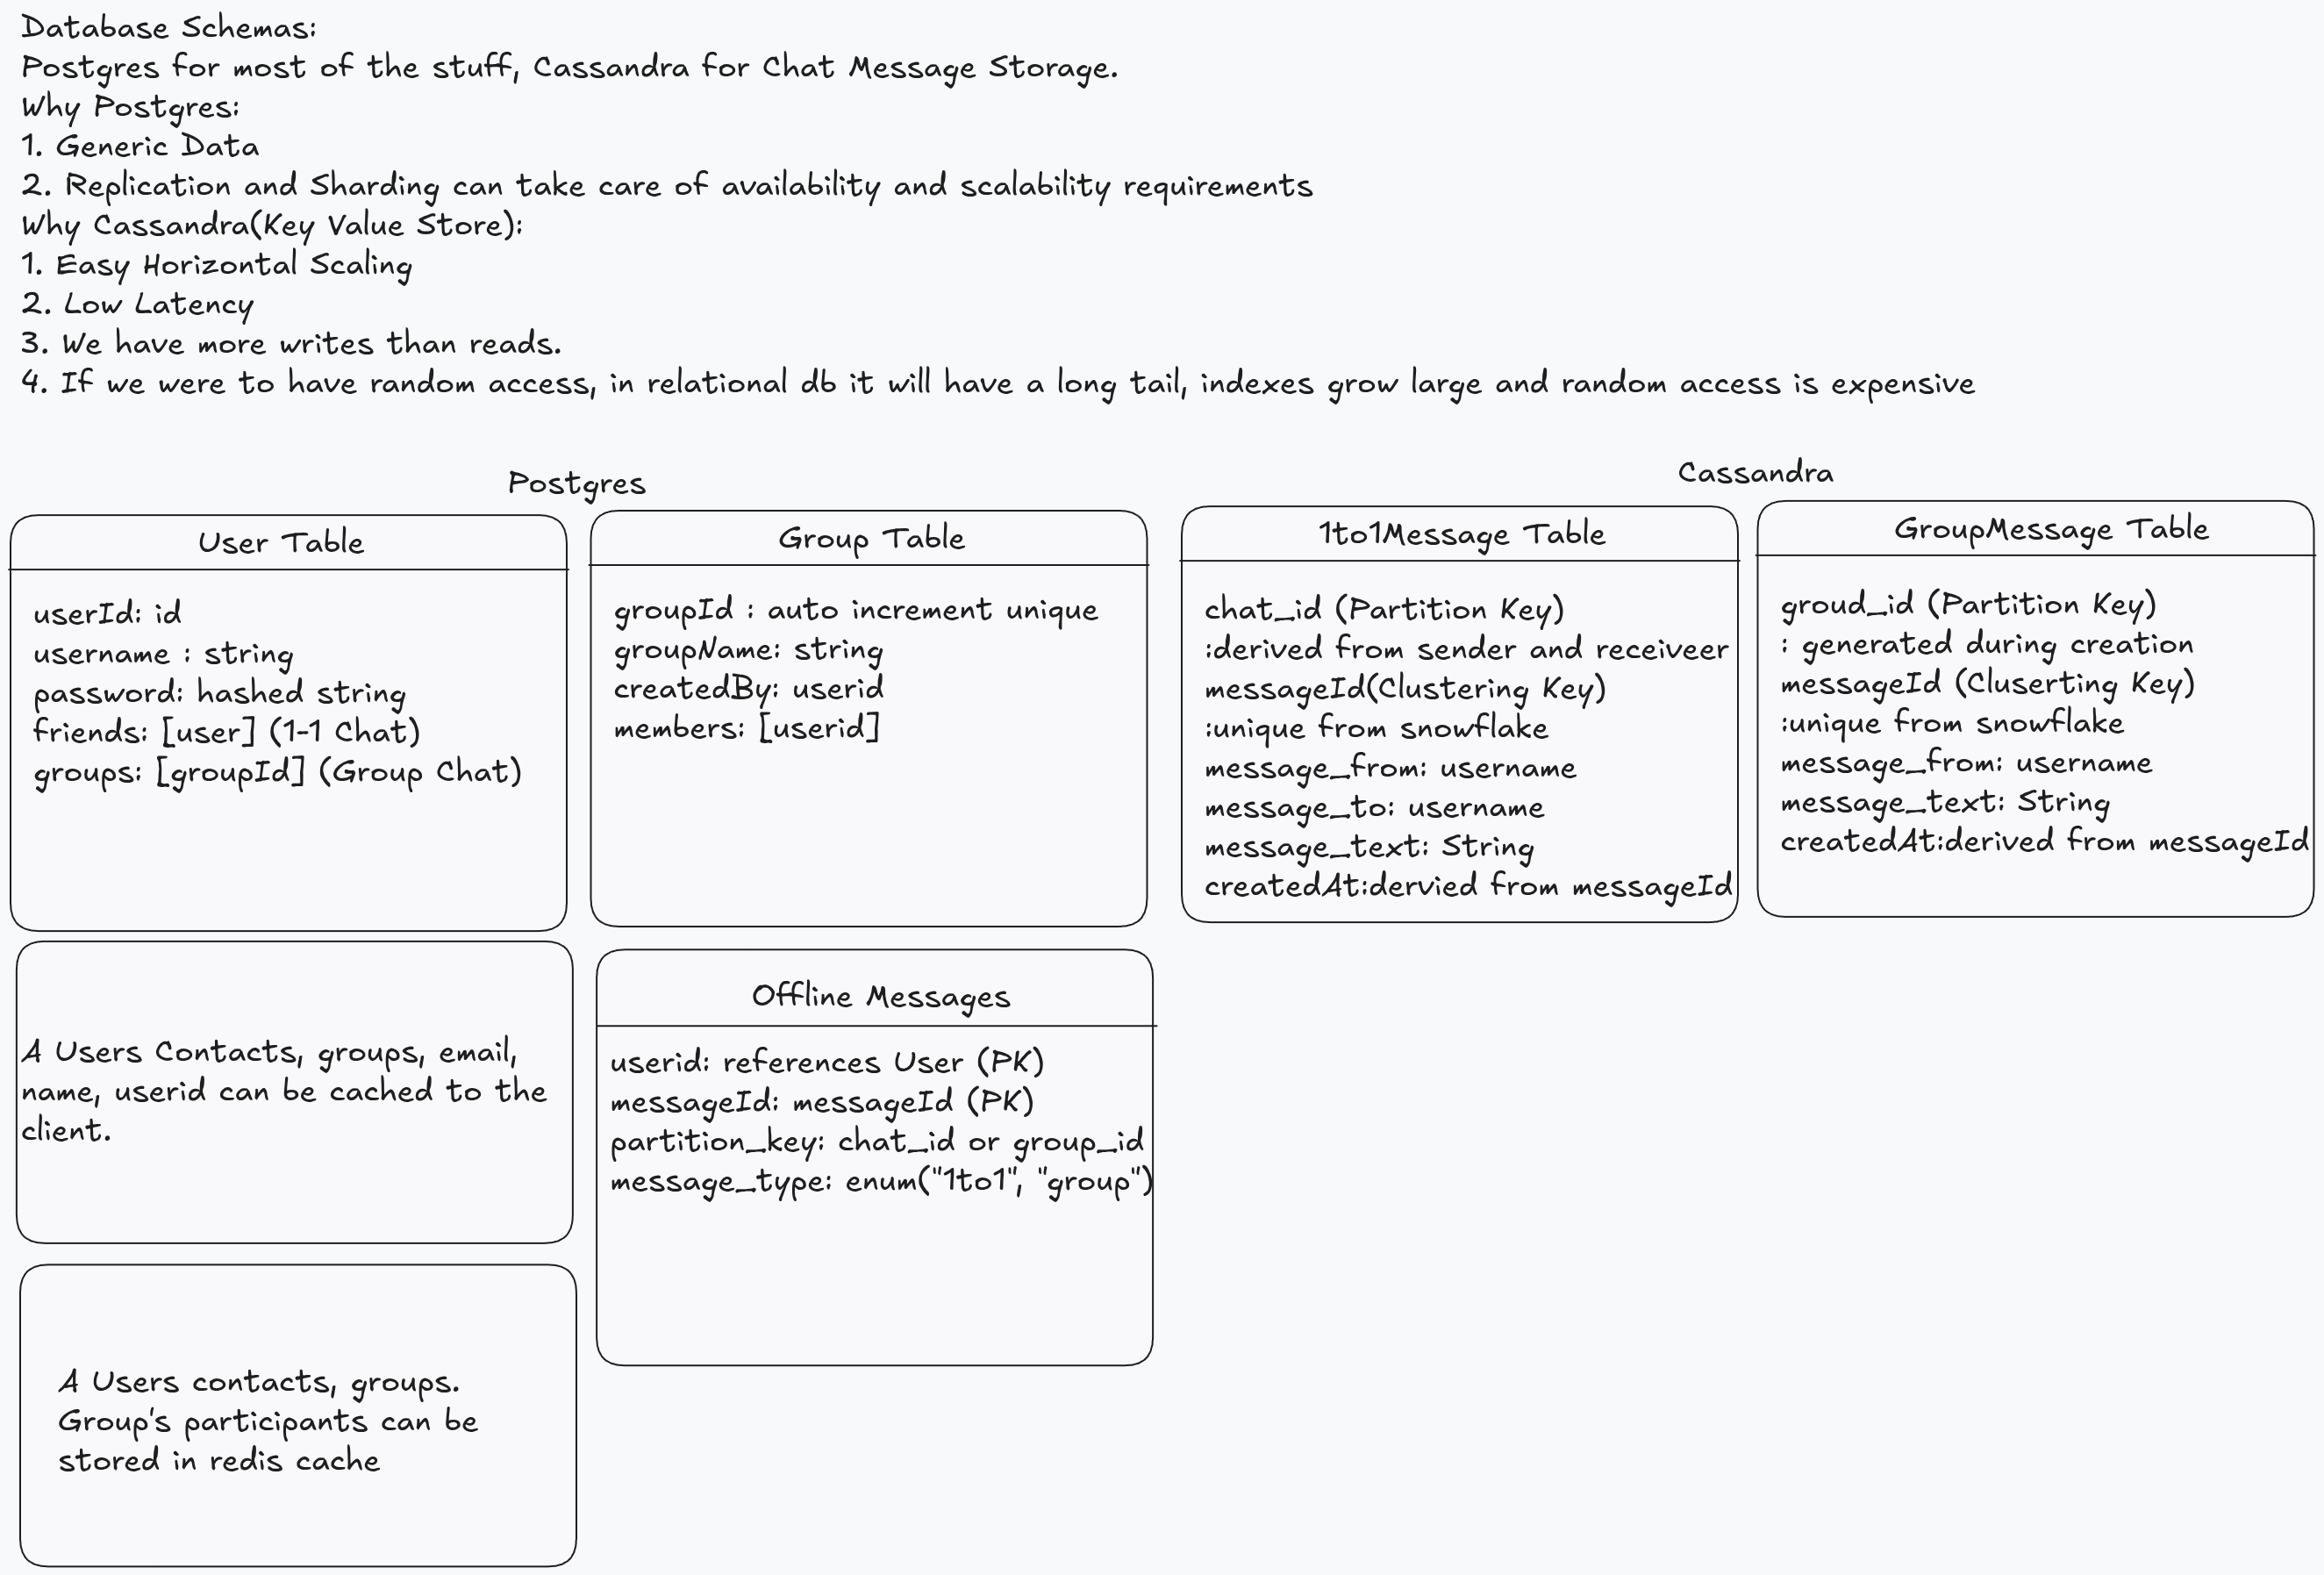 Database Schemas:
Postgres for most of the stuff, Cassandra for Chat Message Storage.
Why Postgres:
1. Generic Data
2. Replication and Sharding can take care of availability and scalability requirements
Why Cassandra(Key Value Store):
1. Easy Horizontal Scaling
2. Low Latency
3. We have more writes than reads.
4. If we were to have random access, in relational db it will have a long tail, indexes grow large and random access is expensive
Postgres
User Table
userId: id
username : string
password: hashed string
friends: [user] (1-1 Chat)
groups: [groupId] (Group Chat)
Group Table
groupId : auto increment unique
groupName: string
createdBy: userid
members: [userid]
Cassandra
1to1Message Table
chat_id (Partition Key)
:derived from sender and receiveer
messageId(Clustering Key)
:unique from snowflake
message_from: username
message_to: username
message_text: String
createdAt:dervied from messageId
GroupMessage Table
groud_id (Partition Key)
: generated during creation
messageId (Cluserting Key)
:unique from snowflake
message_from: username
message_text: String
createdAt:derived from messageId
A Users Contacts, groups, email,
name, userid can be cached to the
client.
Offline Messages
userid: references User (PK)
messageId: messageId (PK)
partition_key: chat_id or group_id
message_type: enum("1to1", "group")
A Users contacts, groups.
Group's participants can be
stored in redis cache